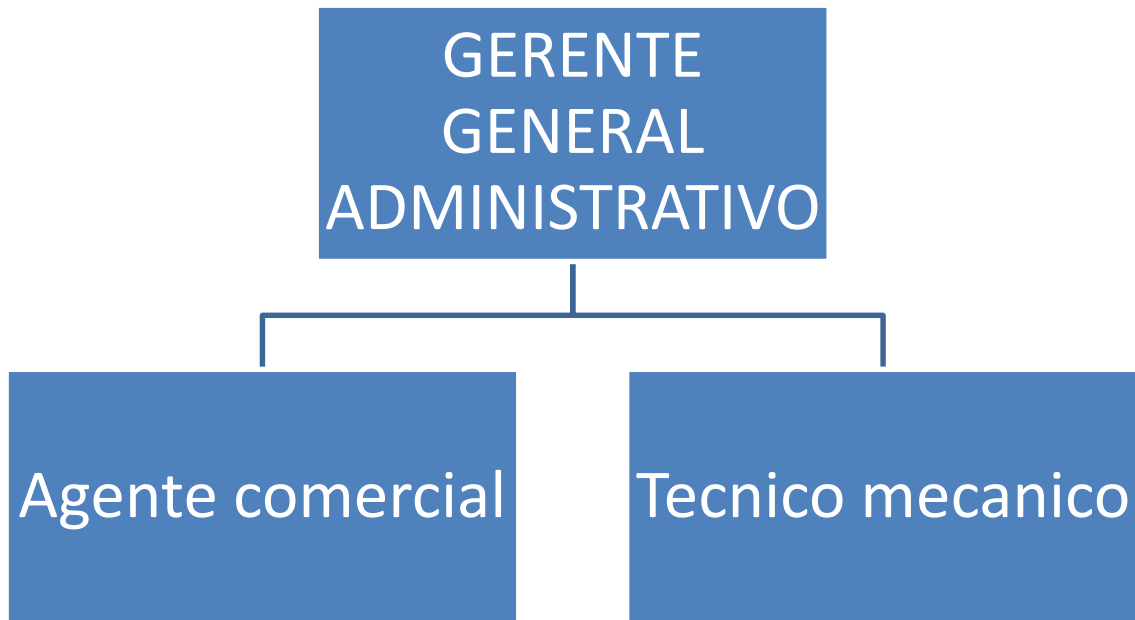 GERENTE
GENERAL
ADMINISTRATIVO
Agente comercial
Tecnico mecanico